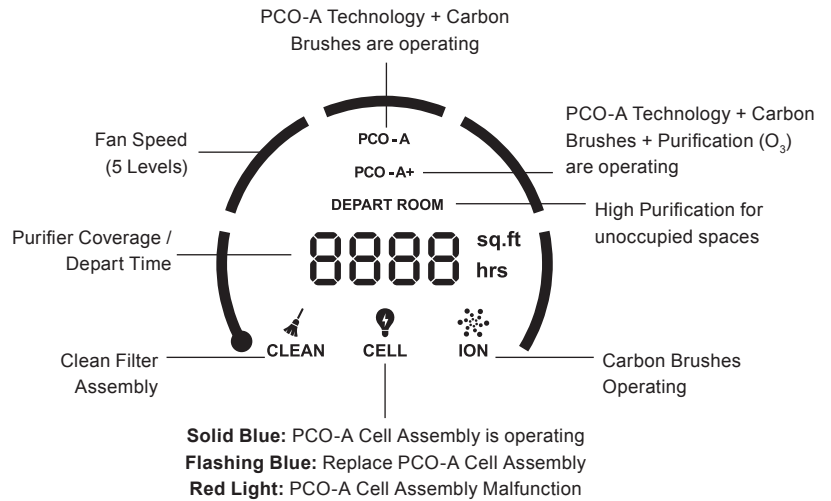 PCO-A Technology + Carbon
Brushes are operating
Fan Speed
(5 Levels)
PCO-A
PCO-A Technology + Carbon
Brushes + Purification (O₃)
are operating
PCO-A+
DEPART ROOM
High Purification for
unoccupied spaces
Purifier Coverage /
Depart Time
8888
sq.ft
hrs
CLEAN
CELL
ION
Clean Filter
Assembly
Carbon Brushes
Operating
Solid Blue: PCO-A Cell Assembly is operating
Flashing Blue: Replace PCO-A Cell Assembly
Red Light: PCO-A Cell Assembly Malfunction